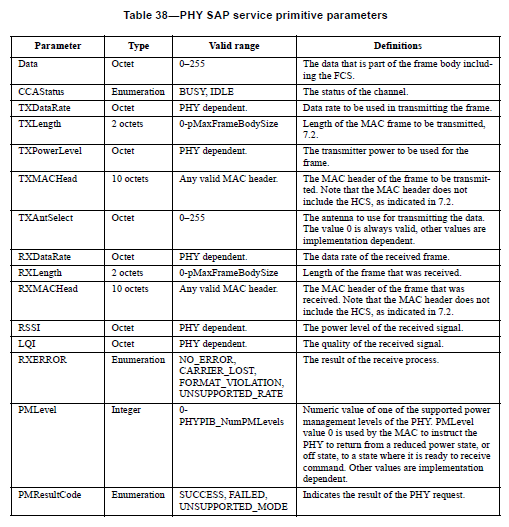 Table 38—PHY SAP service primitive parameters
Parameter Type Valid range Definitions
Data Octet 0–255 The data that is part of the frame body includ-
ing the FCS.
CCAStatus Enumeration BUSY, IDLE The status of the channel.
TXDataRate Octet PHY dependent. Data rate to be used in transmitting the frame.
TXLength 2 octets 0-pMaxFrameBodySize Length of the MAC frame to be transmitted,
7.2.
TXPowerLevel Octet PHY dependent. The transmitter power to be used for the
frame.
TXMACHead 10 octets Any valid MAC header. The MAC header of the frame to be transmit-
ted. Note that the MAC header does not
include the HCS, as indicated in 7.2.
TXAntSelect Octet 0–255 The antenna to use for transmitting the data.
The value 0 is always valid, other values are
implementation dependent.
RXDataRate Octet PHY dependent. The data rate of the received frame.
RXLength 2 octets 0-pMaxFrameBodySize Length of the frame that was received.
RXMACHead 10 octets Any valid MAC header. The MAC header of the frame that was
received. Note that the MAC header does not
include the HCS, as indicated in 7.2.
RSSI Octet PHY dependent. The power level of the received signal.
LQI Octet PHY dependent. The quality of the received signal.
RXERROR Enumeration NO_ERROR, The result of the receive process.
CARRIER_LOST,
FORMAT_VIOLATION,
UNSUPPORTED_RATE
PMLevel Integer 0- Numeric value of one of the supported power
PHYPIB_NumPMLevels management levels of the PHY. PMLevel
value 0 is used by the MAC to instruct the
PHY to return from a reduced power state, or
off state, to a state where it is ready to receive
command. Other values are implementation
dependent.
PMResultCode Enumeration SUCCESS, FAILED, Indicates the result of the PHY request.
UNSUPPORTED_MODE